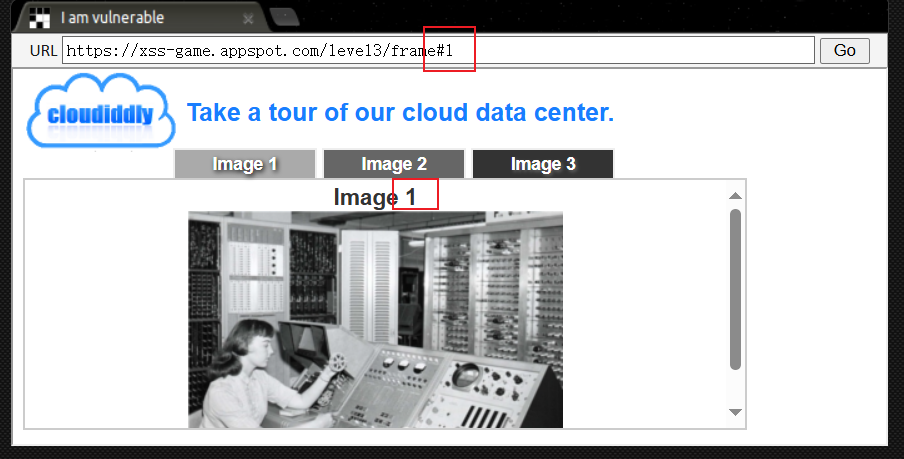 I am vulnerable
URL https://xss-game.appspot.com/level3/frame#1 Go
cloudiddly
Take a tour of our cloud data center.
Image 1 Image 2 Image 3
Image 1